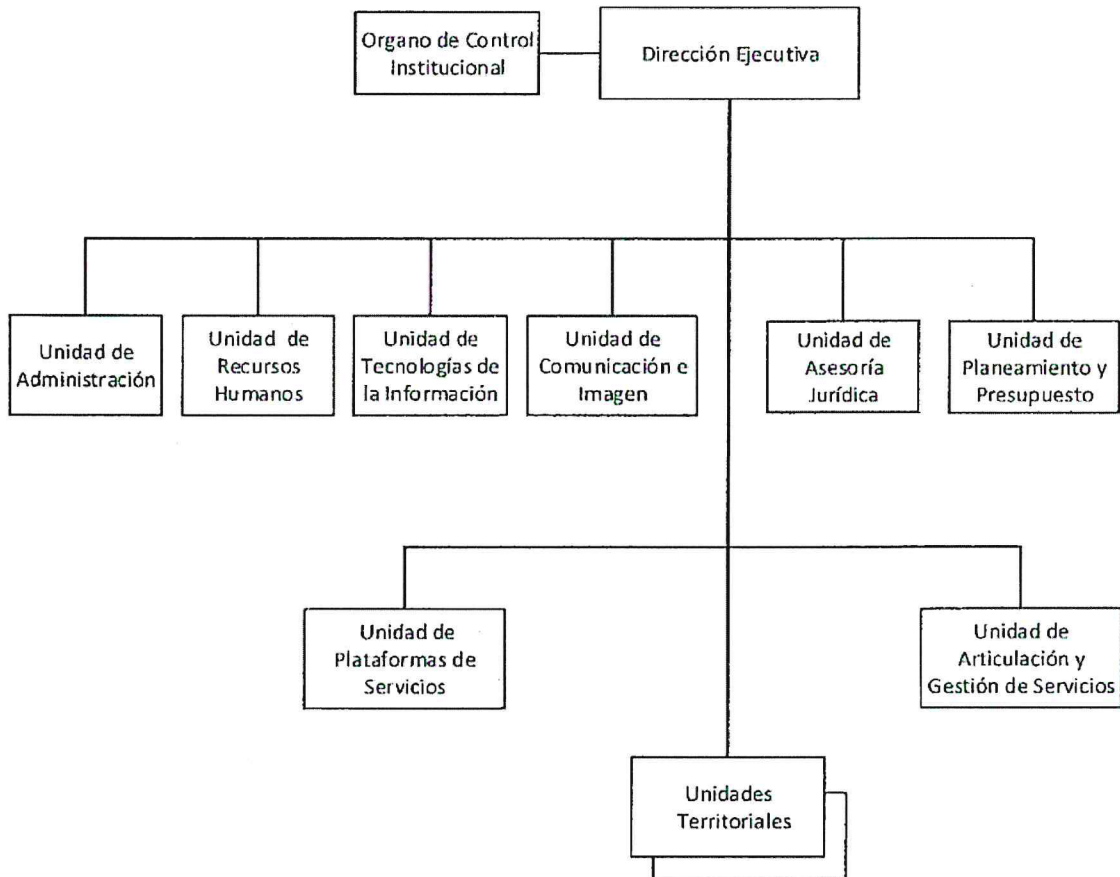 Organo de Control
Institucional
Dirección Ejecutiva
Unidad de
Administración
Unidad de
Recursos
Humanos
Unidad de
Tecnologías de
la Información
Unidad de
Comunicación e
Imagen
Unidad de
Asesoría
Jurídica
Unidad de
Planeamiento y
Presupuesto
Unidad de
Plataformas de
Servicios
Unidad de
Articulación y
Gestión de Servicios
Unidades
Territoriales